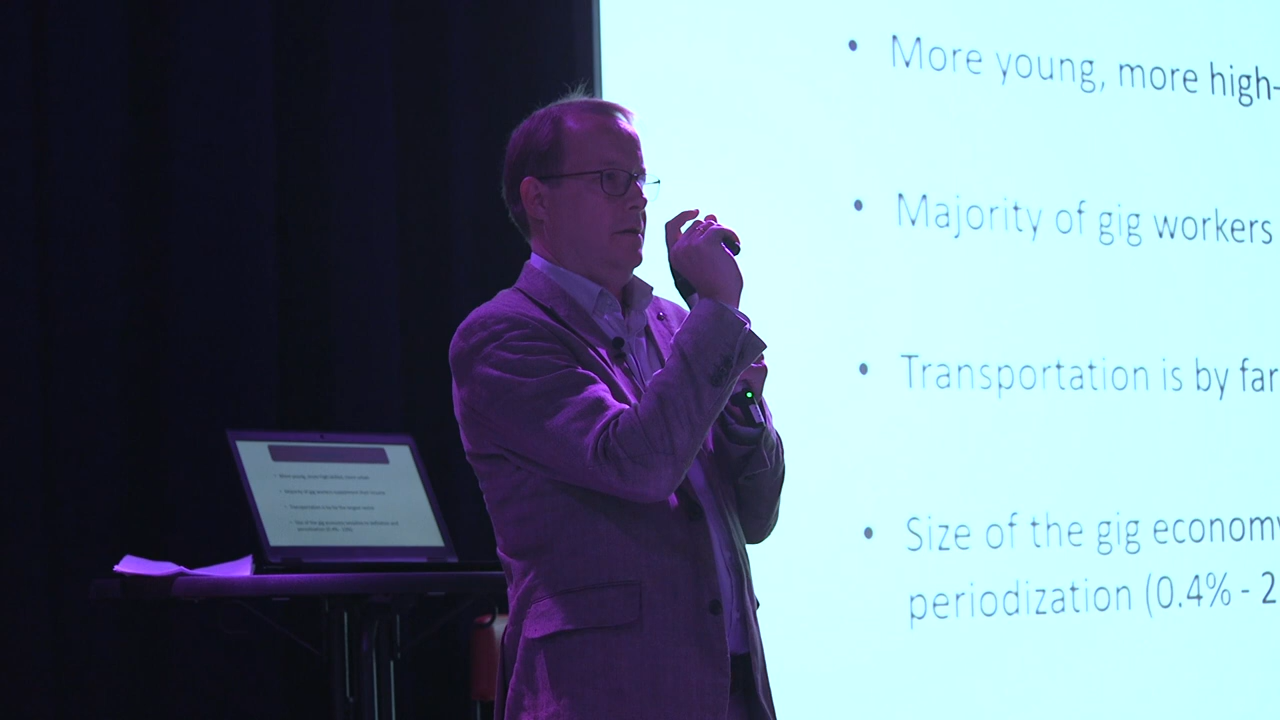 • More young, more high-
• Majority of gig workers
• Transportation is by far
• Size of the gig economy
periodization (0.4% - 2